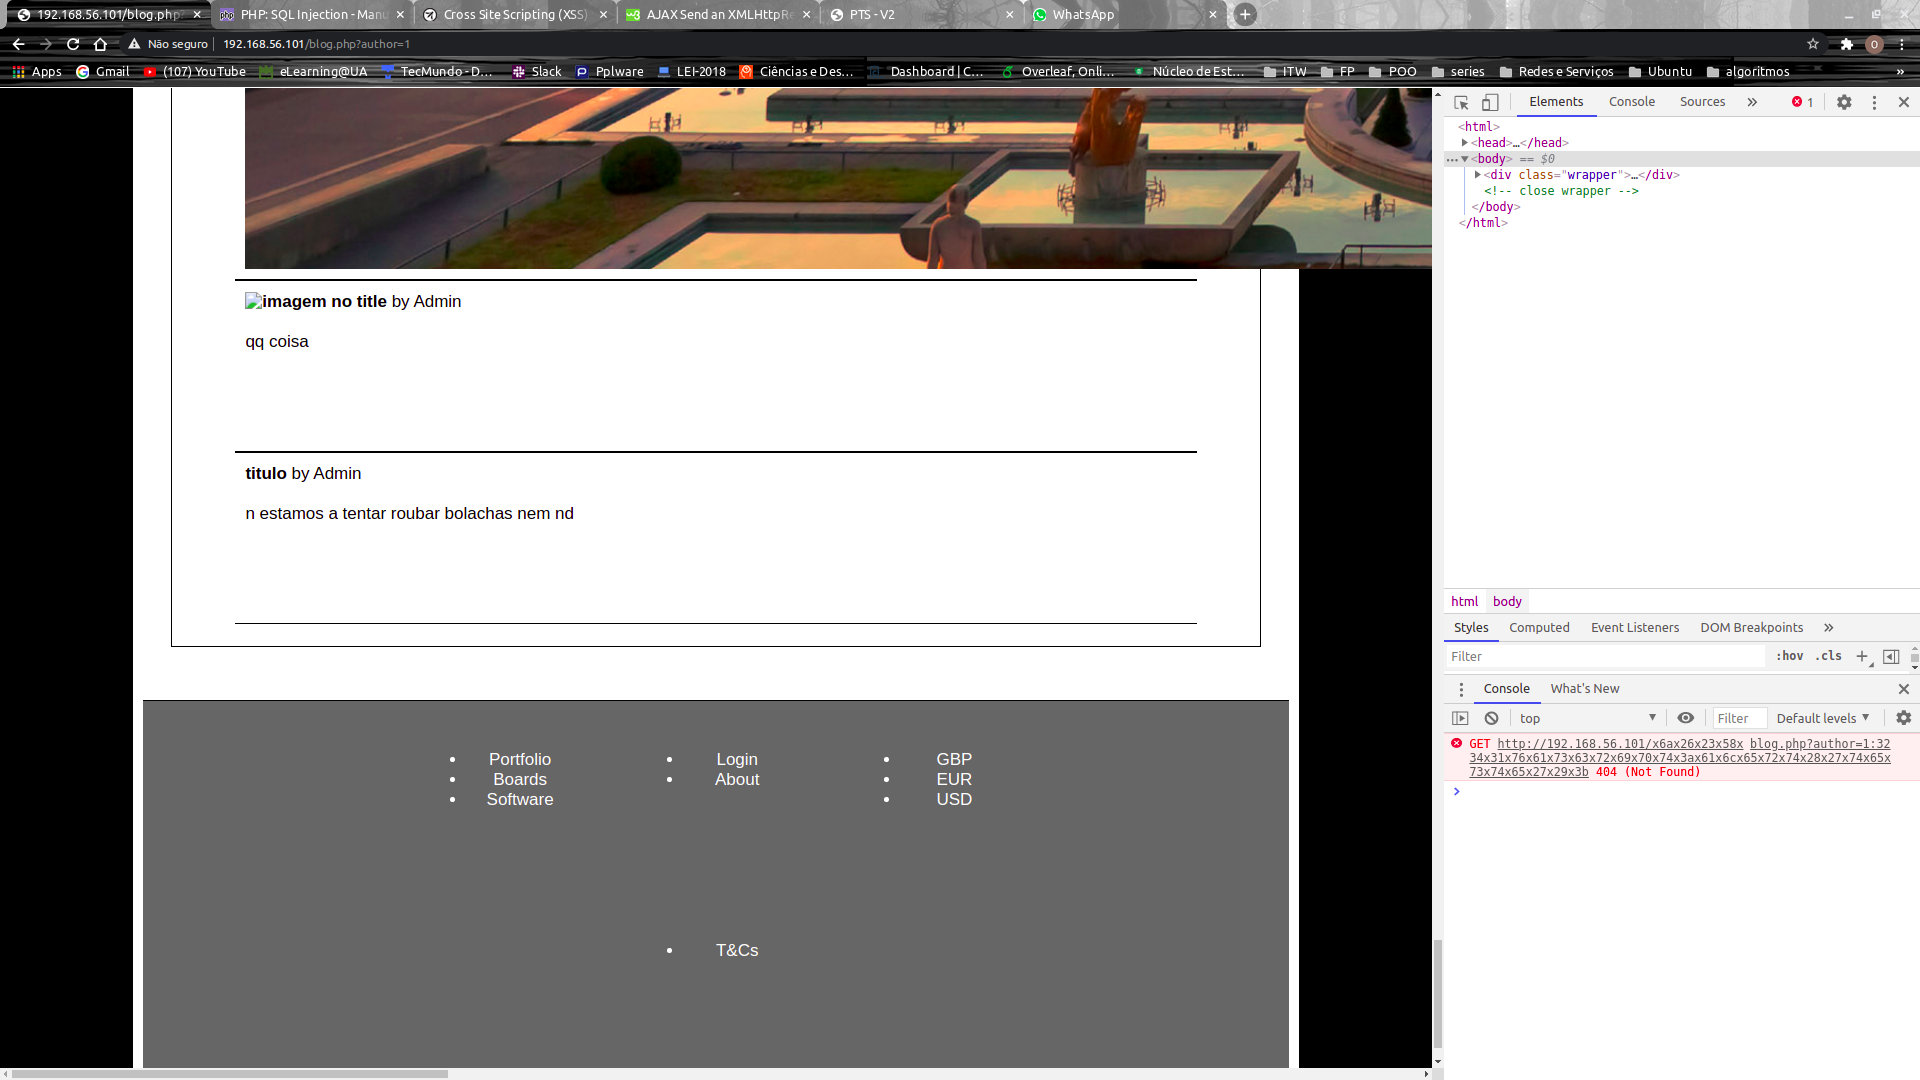 192.168.56.101/blog.php?
PHP: SQL Injection - Manu
Cross Site Scripting (XSS)
AJAX Send an XMLHttpRe
PTS - V2
WhatsApp
Não seguro
192.168.56.101/blog.php?author=1
Apps
Gmail
(107) YouTube
eLearning@UA
TecMundo - D…
Slack
Pplware
LEI-2018
Ciências e Des…
Dashboard | C…
Overleaf, Onli…
Núcleo de Est…
ITW
FP
POO
series
Redes e Serviços
Ubuntu
algoritmos
»
imagem no title by Admin
qq coisa
titulo by Admin
n estamos a tentar roubar bolachas nem nd
Portfolio
Boards
Software
Login
About
GBP
EUR
USD
T&Cs
Elements
Console
Sources
»
1
<html>
<head>…</head>
<body> == $0
<div class="wrapper">…</div>
<!-- close wrapper -->
</body>
</html>
html
body
Styles
Computed
Event Listeners
DOM Breakpoints
»
Filter
:hov
.cls
Console
What's New
top
Filter
Default levels
GET http://192.168.56.101/x6ax26x23x58x blog.php?author=1:32
34x31x76x61x73x63x72x69x70x74x3ax61x6cx65x72x74x28x27x74x65x
73x74x65x27x29x3b 404 (Not Found)